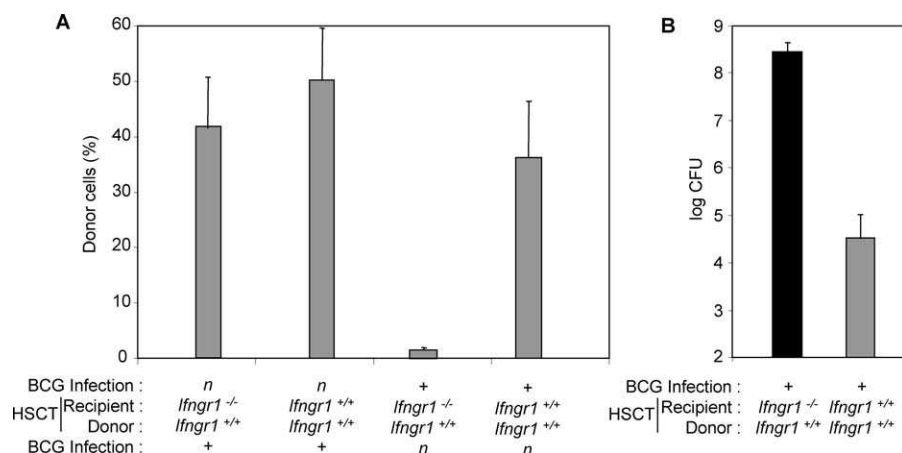 A
B
Donor cells (%)
60
50
40
30
20
10
0
log CFU
9
8
7
6
5
4
3
2
BCG Infection : n n + +
HSCT Recipient : Ifngr1 -/- Ifngr1 +/+ Ifngr1 -/- Ifngr1 +/+
Donor : Ifngr1 +/+ Ifngr1 +/+ Ifngr1 +/+ Ifngr1 +/+
BCG Infection : + + n n
BCG Infection : + +
HSCT Recipient : Ifngr1 -/- Ifngr1 +/+
Donor : Ifngr1 +/+ Ifngr1 +/+